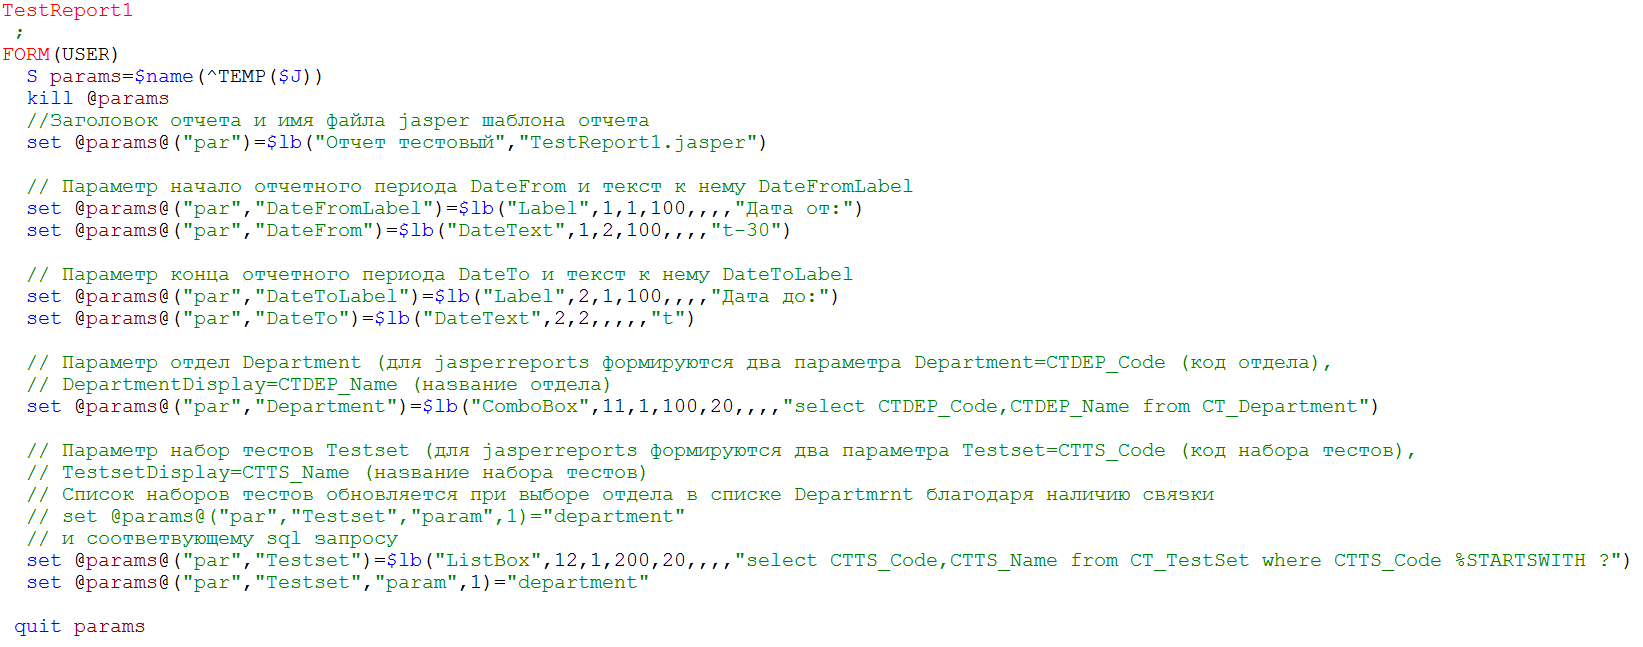 TestReport1
;
FORM(USER)
S params=$name(^TEMP($J))
kill @params
//Заголовок отчета и имя файла jasper шаблона отчета
set @params@("par")=$lb("Отчет тестовый","TestReport1.jasper")
// Параметр начало отчетного периода DateFrom и текст к нему DateFromLabel
set @params@("par","DateFromLabel")=$lb("Label",1,1,100,,,,"Дата от:")
set @params@("par","DateFrom")=$lb("DateText",1,2,100,,,,"t-30")
// Параметр конца отчетного периода DateTo и текст к нему DateToLabel
set @params@("par","DateToLabel")=$lb("Label",2,1,100,,,,"Дата до:")
set @params@("par","DateTo")=$lb("DateText",2,2,,,,,"t")
// Параметр отдел Department (для jasperreports формируются два параметра Department=CTDEP_Code (код отдела),
// DepartmentDisplay=CTDEP_Name (название отдела)
set @params@("par","Department")=$lb("ComboBox",11,1,100,20,,,,"select CTDEP_Code,CTDEP_Name from CT_Department")
// Параметр набор тестов Testset (для jasperreports формируются два параметра Testset=CTTS_Code (код набора тестов),
// TestsetDisplay=CTTS_Name (название набора тестов)
// Список наборов тестов обновляется при выборе отдела в списке Departmrnt благодаря наличию связки
// set @params@("par","Testset","param",1)="department"
// и соответвующему sql запросу
set @params@("par","Testset")=$lb("ListBox",12,1,200,20,,,,"select CTTS_Code,CTTS_Name from CT_TestSet where CTTS_Code %STARTSWITH ?")
set @params@("par","Testset","param",1)="department"
quit params